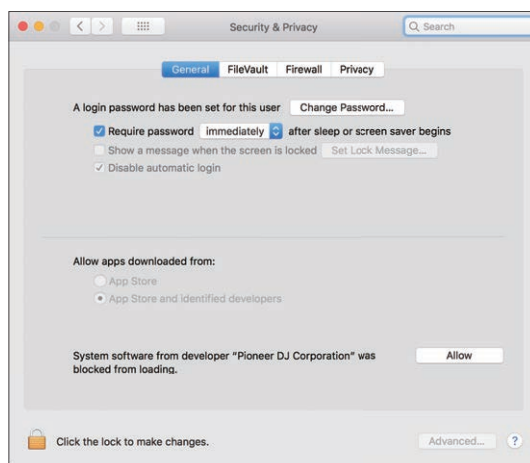 Security & Privacy
Search
General FileVault Firewall Privacy
A login password has been set for this user Change Password...
Require password immediately after sleep or screen saver begins
Show a message when the screen is locked Set Lock Message...
Disable automatic login
Allow apps downloaded from:
App Store
App Store and identified developers
System software from developer "Pioneer DJ Corporation" was Allow
blocked from loading.
Click the lock to make changes. Advanced... ?